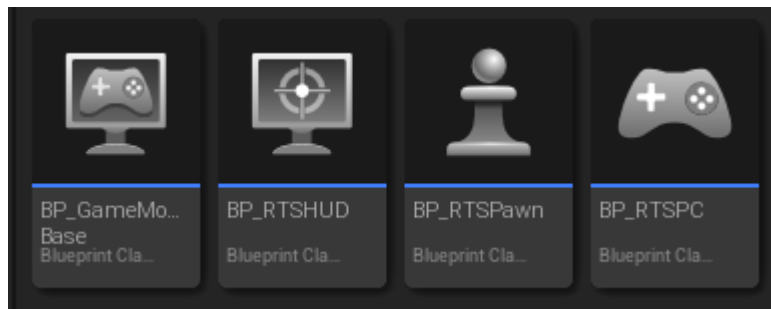 BP_GameMo...
Base
Blueprint Cla...
BP_RTSHUD
Blueprint Cla...
BP_RTSPawn
Blueprint Cla...
BP_RTSPC
Blueprint Cla...